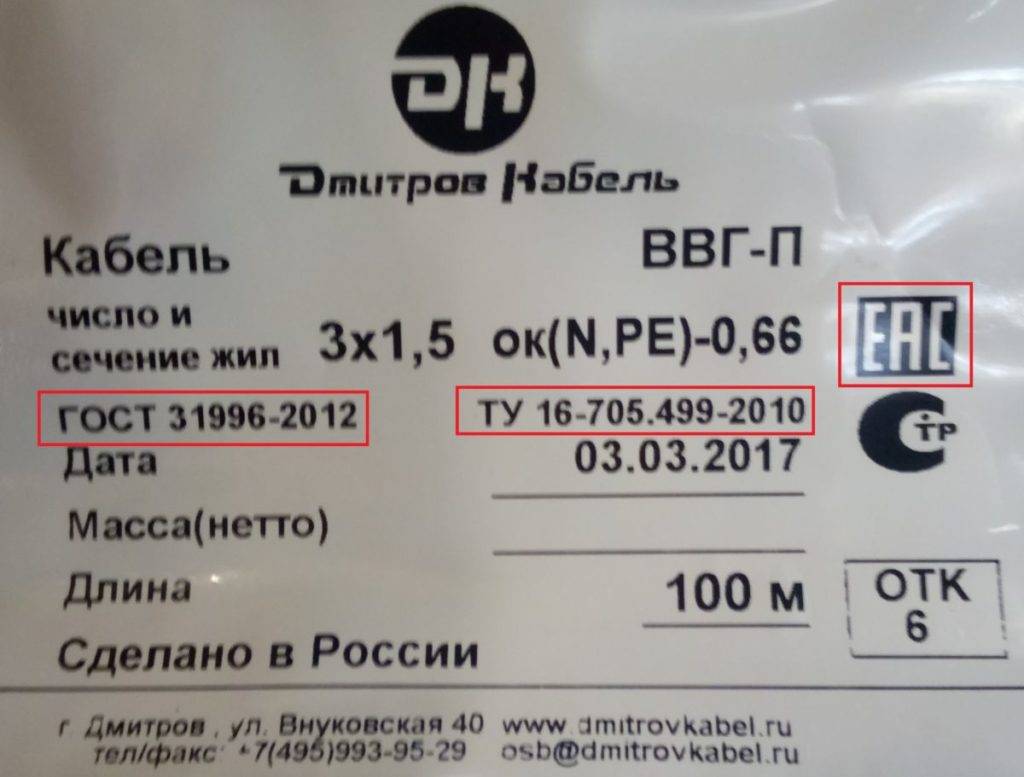 ДК
Дмитров Кабель
Кабель ВВГ-П
число и
сечение жил 3х1,5 ок(N,PE)-0,66
ЕАС
ГОСТ 31996-2012 ТУ 16-705.499-2010
СТР
Дата 03.03.2017
Масса(нетто)
Длина 100 м
ОТК
6
Сделано в России
г. Дмитров , ул. Внуковская 40 www.dmitrovkabel.ru
тел/факс: +7(495)993-95-29 osb@dmitrovkabel.ru